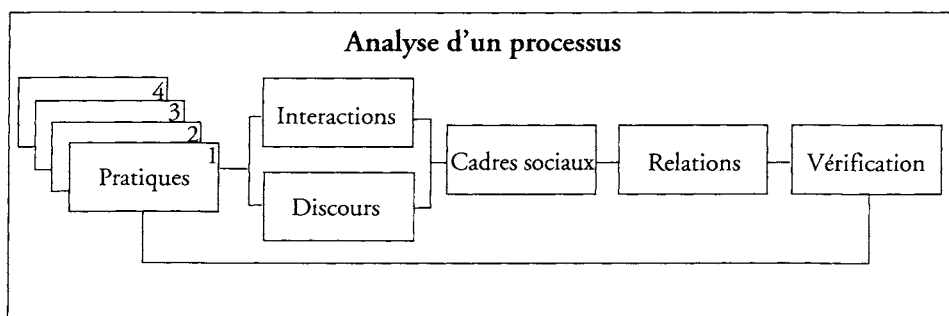 Analyse d'un processus
4
3
2
1
Pratiques
Interactions
Discours
Cadres sociaux
Relations
Vérification